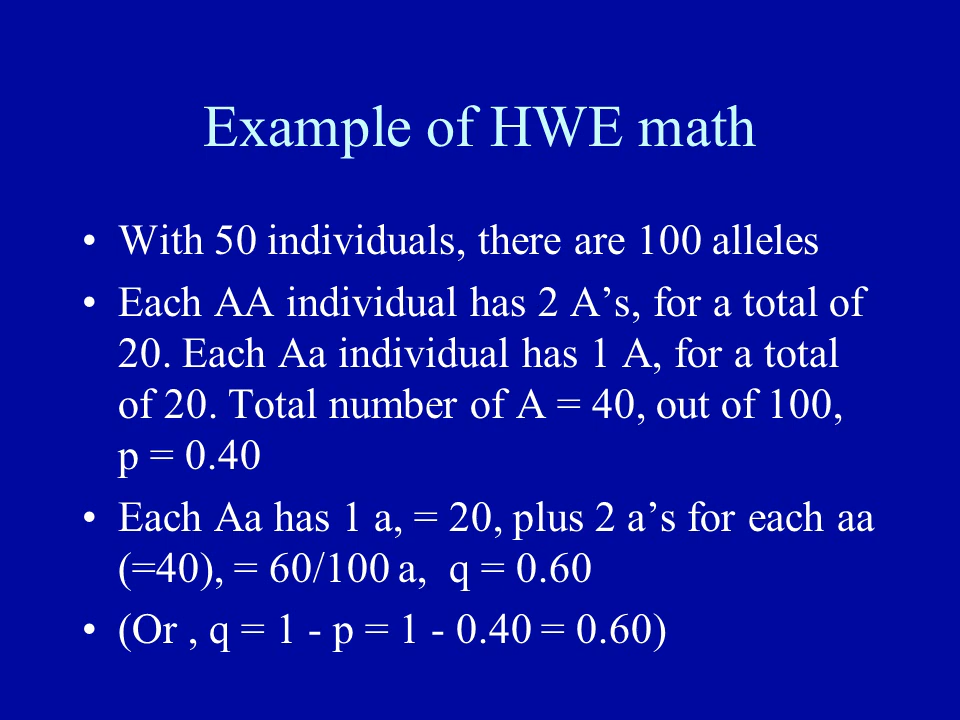 Example of HWE math
• With 50 individuals, there are 100 alleles
• Each AA individual has 2 A’s, for a total of
20. Each Aa individual has 1 A, for a total
of 20. Total number of A = 40, out of 100,
p = 0.40
• Each Aa has 1 a, = 20, plus 2 a’s for each aa
(=40), = 60/100 a,  q = 0.60
• (Or , q = 1 - p = 1 - 0.40 = 0.60)